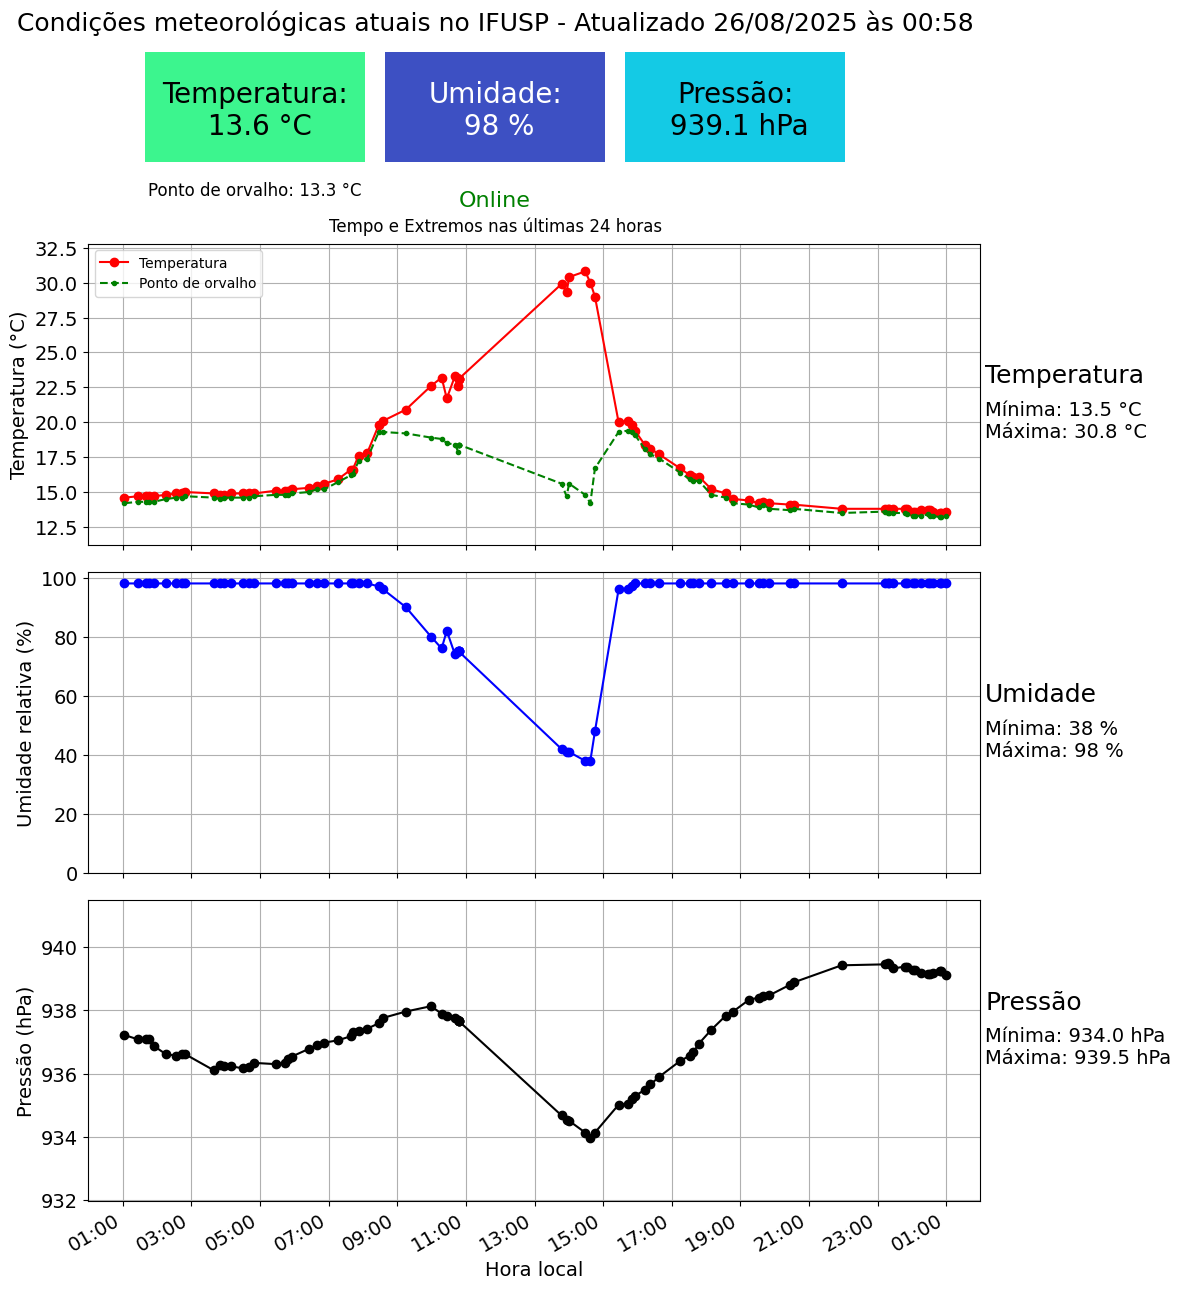 Condições meteorológicas atuais no IFUSP - Atualizado 26/08/2025 às 00:58
Temperatura:
13.6 °C
Umidade:
98 %
Pressão:
939.1 hPa
Ponto de orvalho: 13.3 °C
Online
Tempo e Extremos nas últimas 24 horas
Temperatura (°C)
32.5
30.0
27.5
25.0
22.5
20.0
17.5
15.0
12.5
Temperatura
Ponto de orvalho
Temperatura
Mínima: 13.5 °C
Máxima: 30.8 °C
Umidade relativa (%)
100
80
60
40
20
0
Umidade
Mínima: 38 %
Máxima: 98 %
Pressão (hPa)
940
938
936
934
932
Pressão
Mínima: 934.0 hPa
Máxima: 939.5 hPa
01:00 03:00 05:00 07:00 09:00 11:00 13:00 15:00 17:00 19:00 21:00 23:00 01:00
Hora local